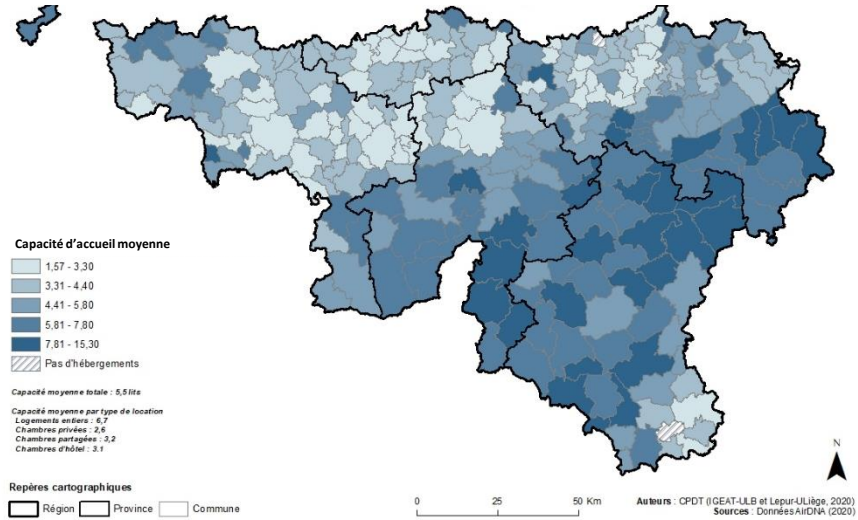 Capacité d'accueil moyenne
1,57 - 3,30
3,31 - 4,40
4,41 - 5,80
5,81 - 7,80
7,81 - 15,30
Pas d'hébergements
Capacité moyenne totale : 5,5 lits
Capacité moyenne par type de location
Logements entiers : 6,7
Chambres privées : 2,6
Chambres partagées : 3,2
Chambres d'hôtel : 3.1
Repères cartographiques
Région Province Commune
0 25 50 Km
N
Auteurs : CPDT (IGEAT-ULB et Lepur-ULiège, 2020)
Sources : Données AirDNA (2020)